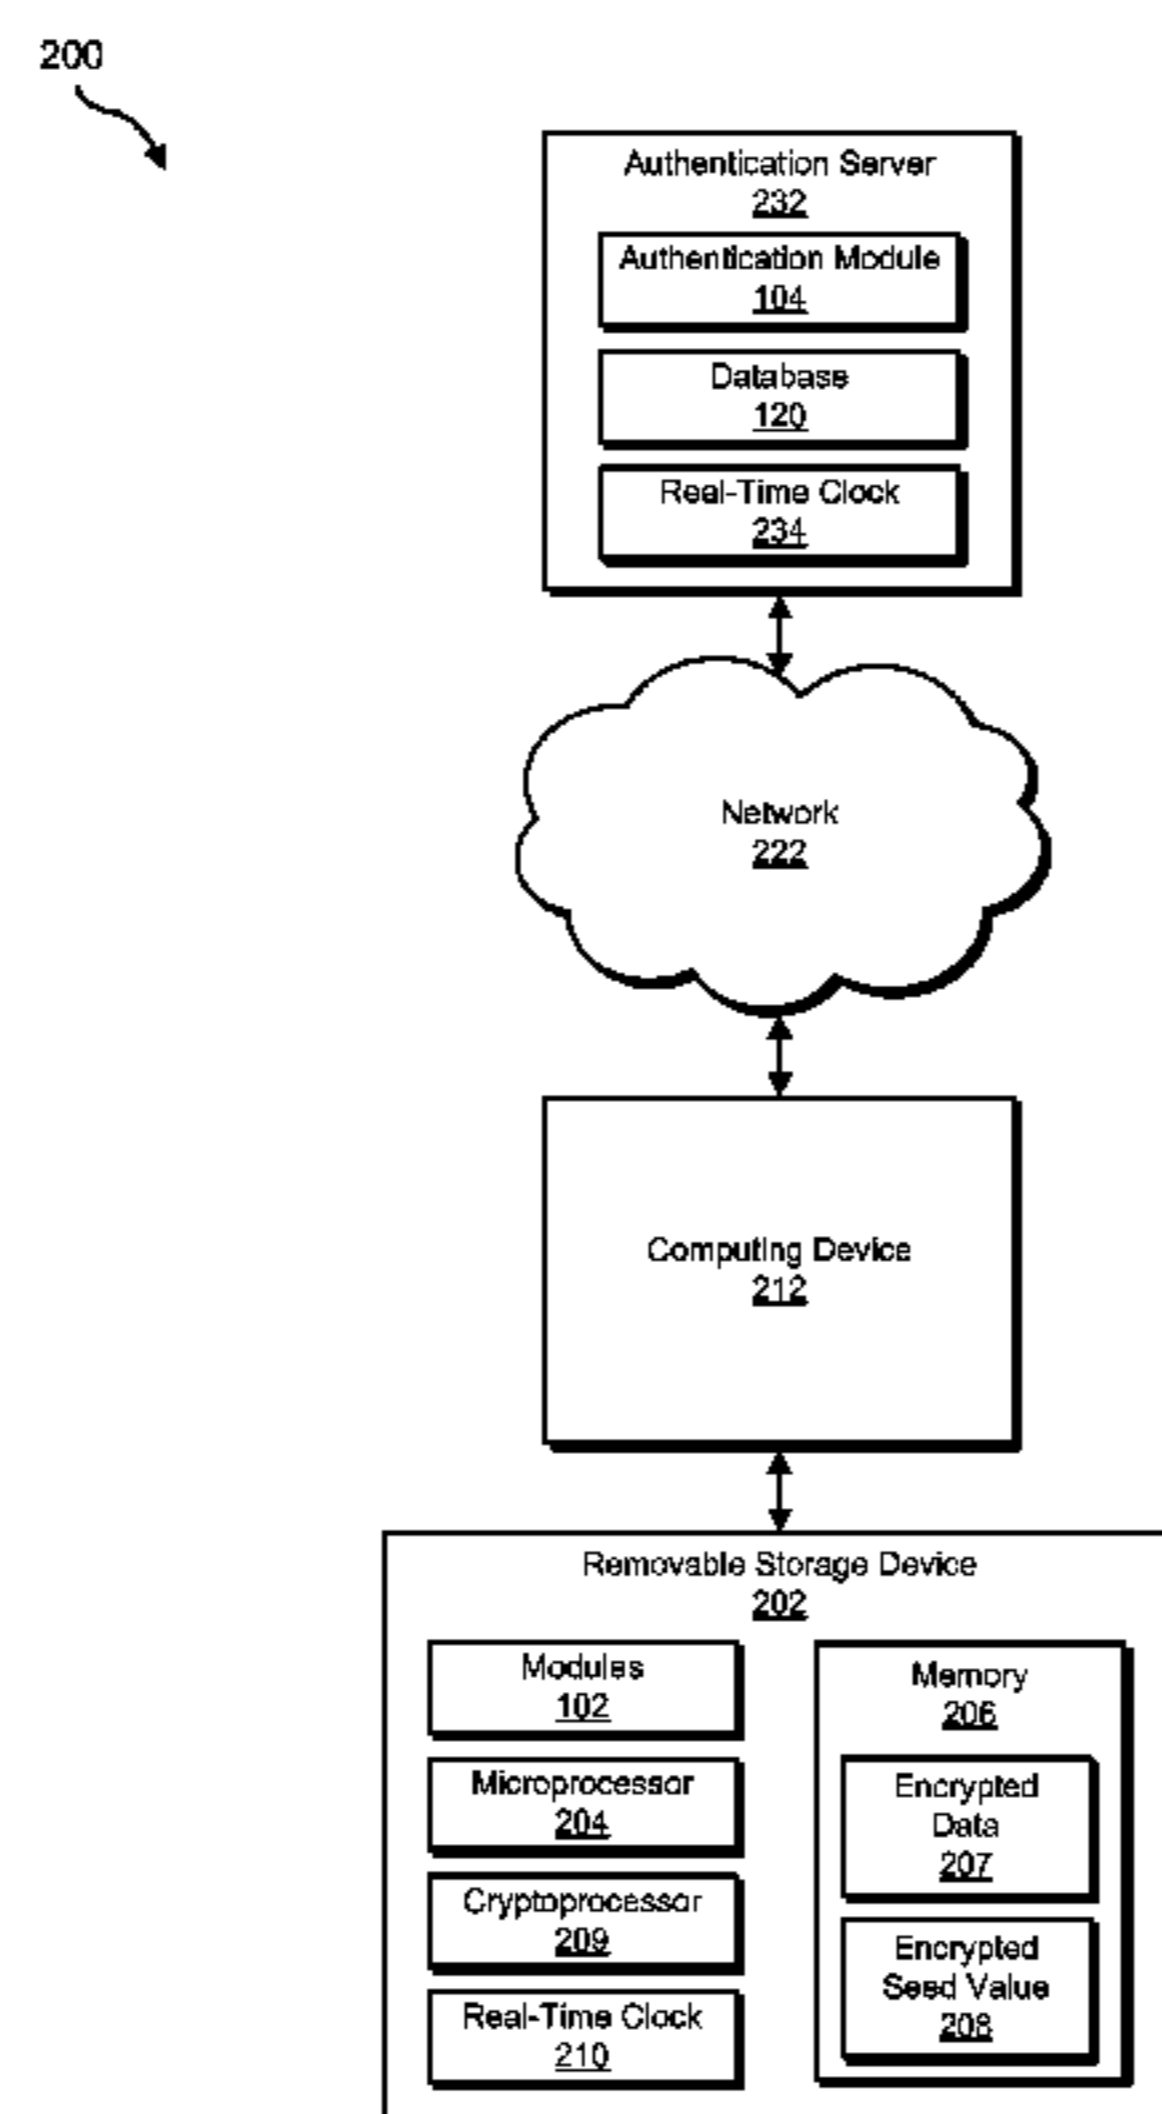 200
Authentication Server
232
Authentication Module
104
Database
120
Real-Time Clock
234
Network
222
Computing Device
212
Removable Storage Device
202
Modules
102
Microprocessor
204
Cryptoprocessor
209
Real-Time Clock
210
Memory
206
Encrypted
Data
207
Encrypted
Seed Value
208